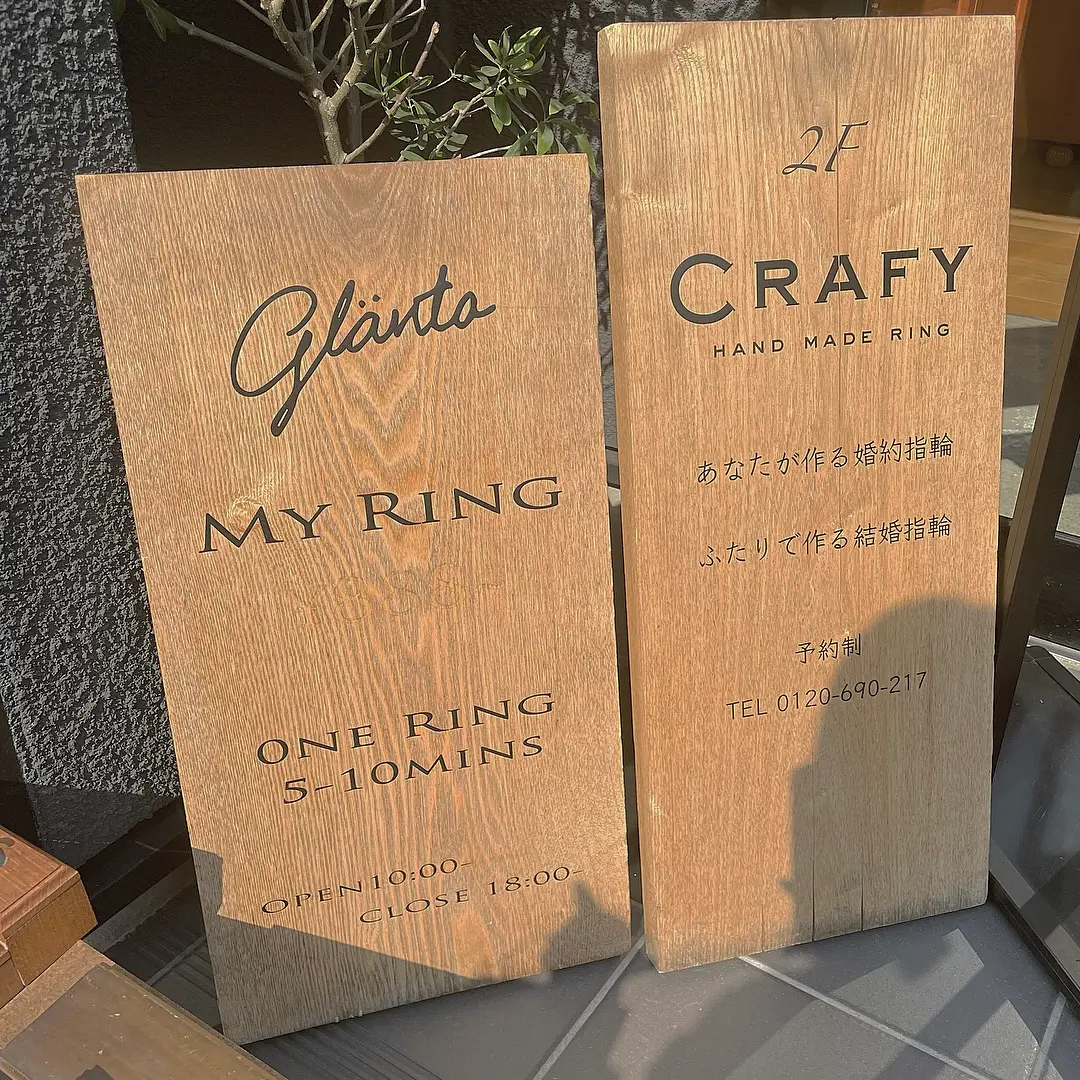 Glänta
MY RING
ONE RING
5-10MINS
OPEN10:00-
CLOSE 18:00-
2F
CRAFY
HAND MADE RING
あなたが作る婚約指輪
ふたりで作る結婚指輪
予約制
TEL 0120-690-217